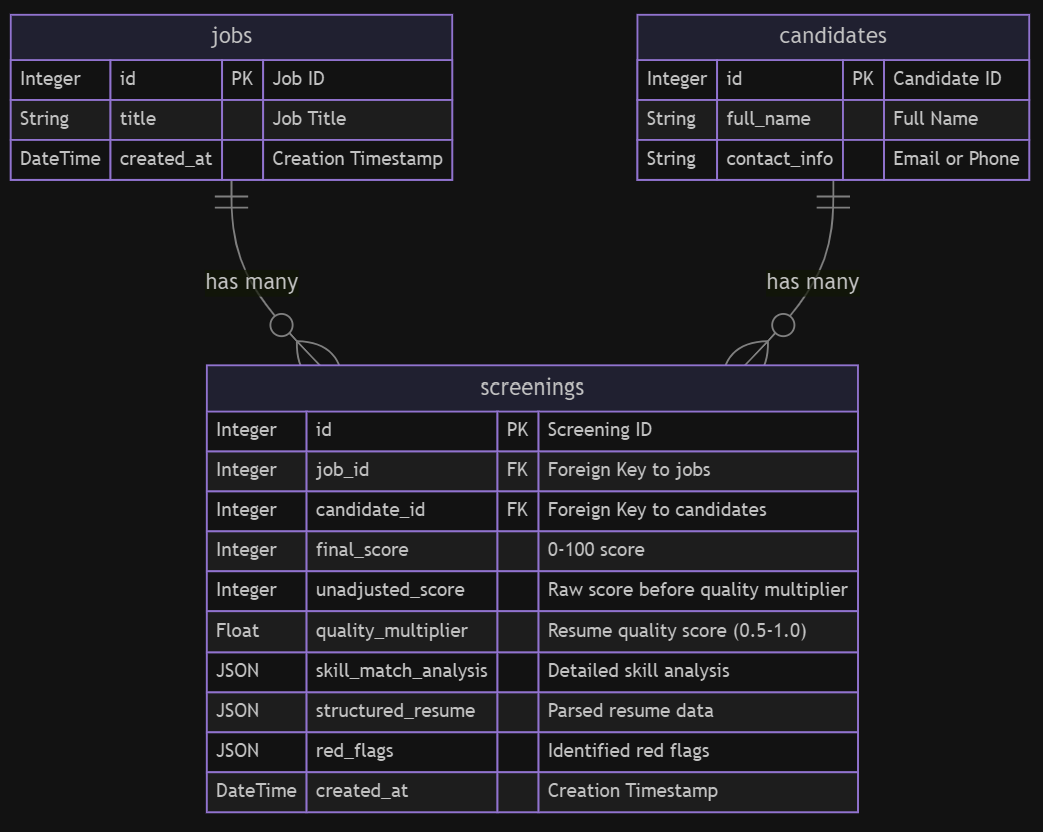 jobs
Integer id PK Job ID
String title Job Title
DateTime created_at Creation Timestamp
candidates
Integer id PK Candidate ID
String full_name Full Name
String contact_info Email or Phone
has many
has many
screenings
Integer id PK Screening ID
Integer job_id FK Foreign Key to jobs
Integer candidate_id FK Foreign Key to candidates
Integer final_score 0-100 score
Integer unadjusted_score Raw score before quality multiplier
Float quality_multiplier Resume quality score (0.5-1.0)
JSON skill_match_analysis Detailed skill analysis
JSON structured_resume Parsed resume data
JSON red_flags Identified red flags
DateTime created_at Creation Timestamp